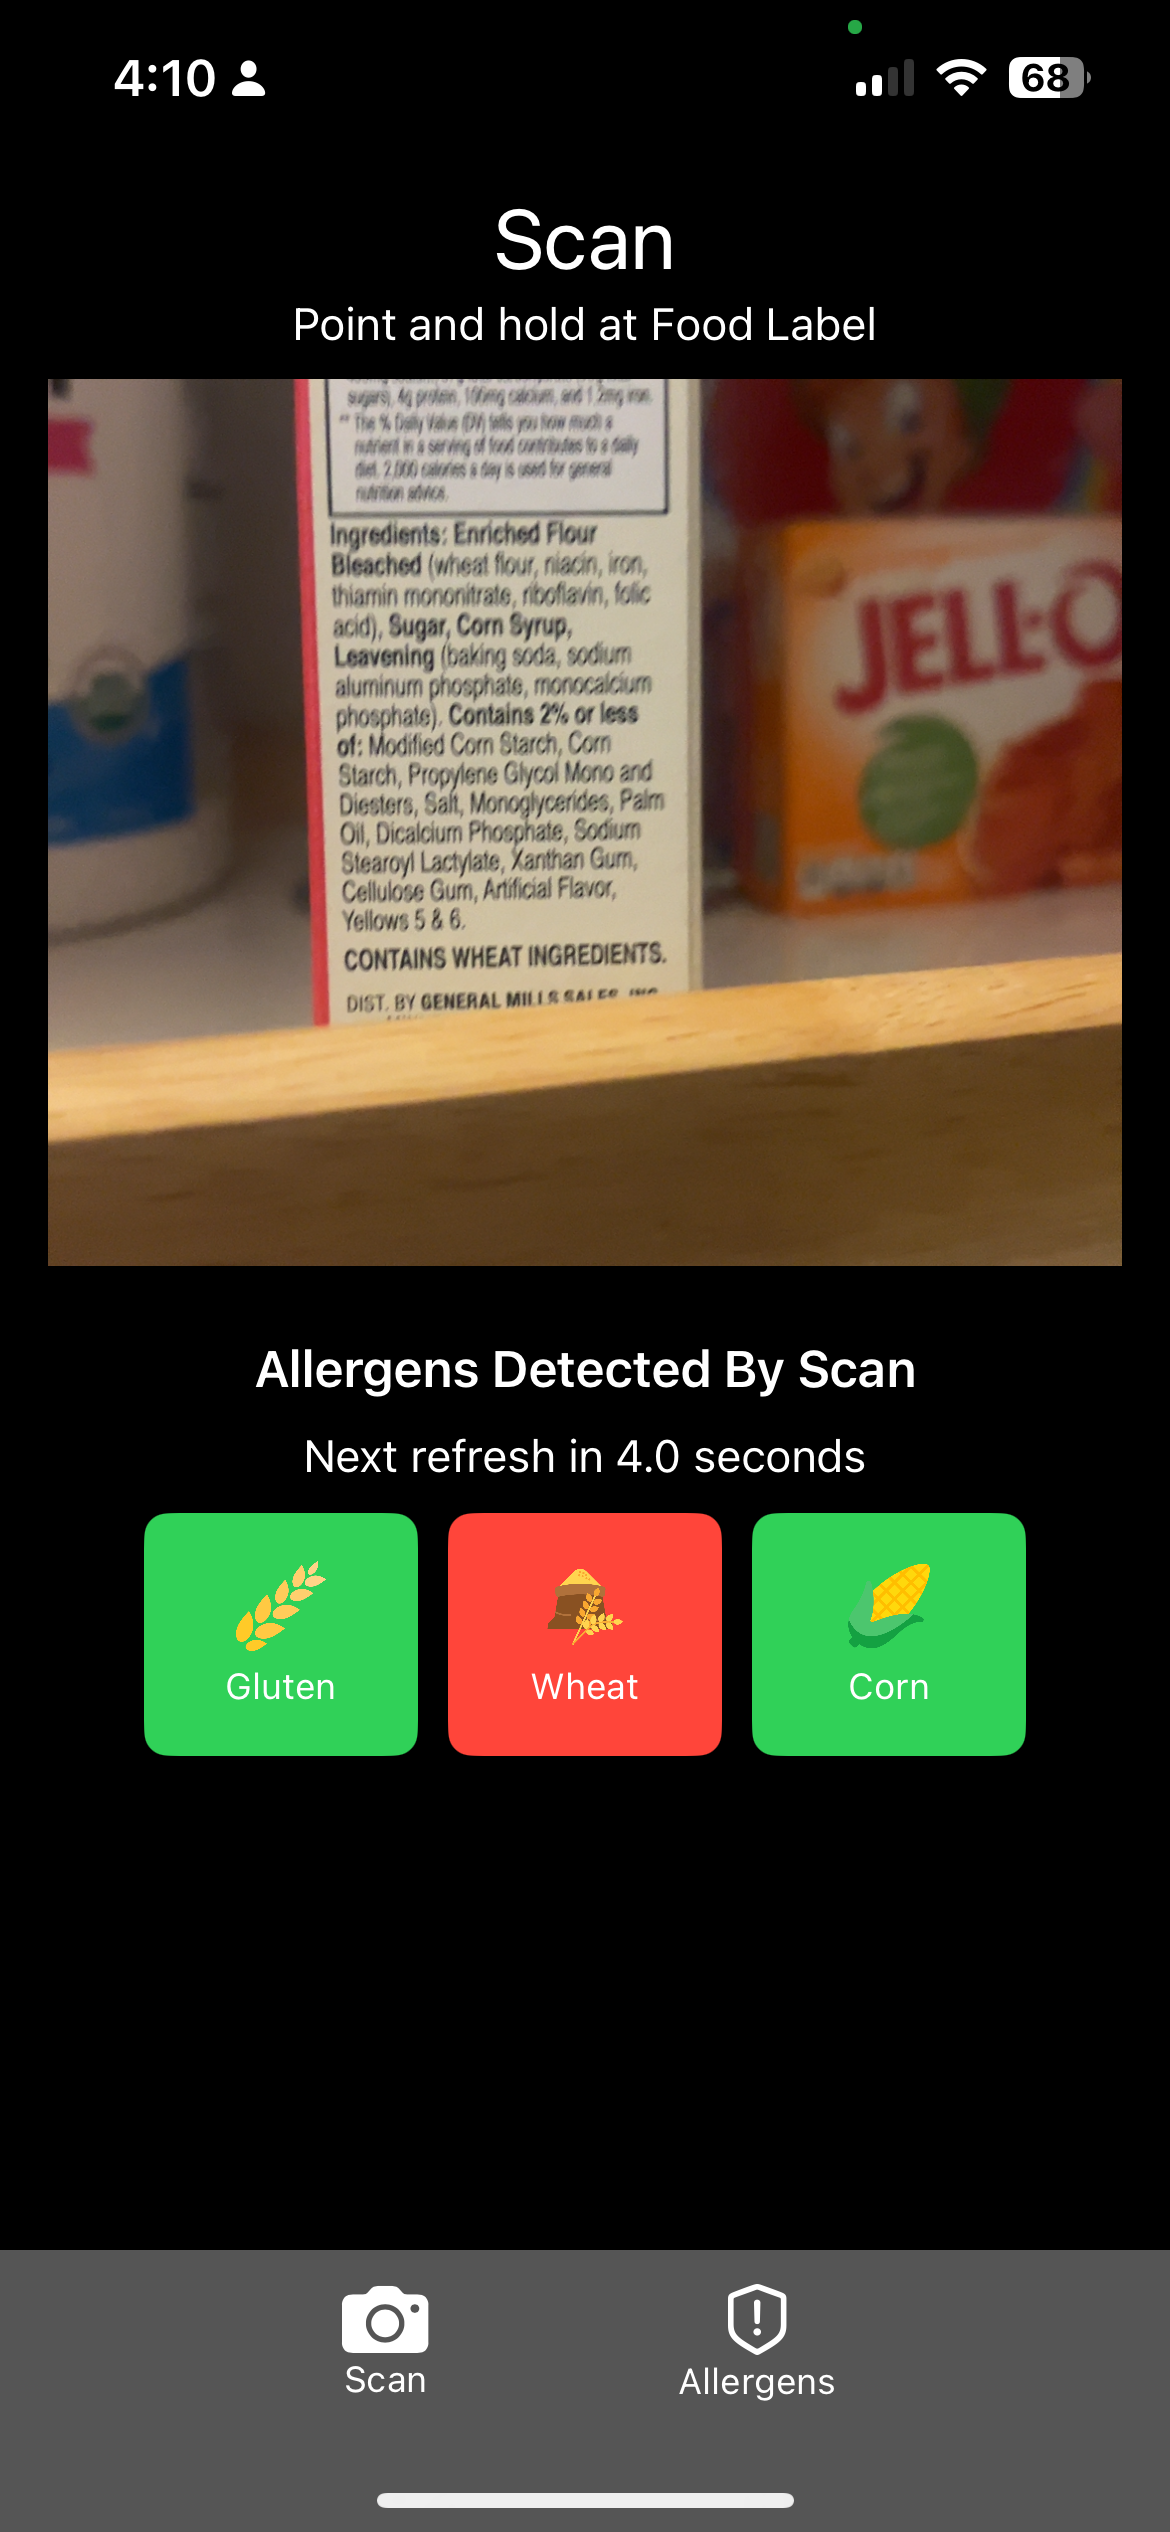 4:10
68
Scan
Point and hold at Food Label
sugars), 4g protein, 100mg calcium, and 1.2mg iron.
** The % Daily Value (DV) tells you how much a
nutrient in a serving of food contributes to a daily
diet. 2,000 calories a day is used for general
nutrition advice.
Ingredients: Enriched Flour
Bleached (wheat flour, niacin, iron,
thiamin mononitrate, riboflavin, folic
acid), Sugar, Corn Syrup,
Leavening (baking soda, sodium
aluminum phosphate, monocalcium
phosphate). Contains 2% or less
of: Modified Corn Starch, Corn
Starch, Propylene Glycol Mono and
Diesters, Salt, Monoglycerides, Palm
Oil, Dicalcium Phosphate, Sodium
Stearoyl Lactylate, Xanthan Gum,
Cellulose Gum, Artificial Flavor,
Yellows 5 & 6.
CONTAINS WHEAT INGREDIENTS.
DIST. BY GENERAL MILLS SALES, INC.
JELL-O
Allergens Detected By Scan
Next refresh in 4.0 seconds
Gluten
Wheat
Corn
Scan
Allergens